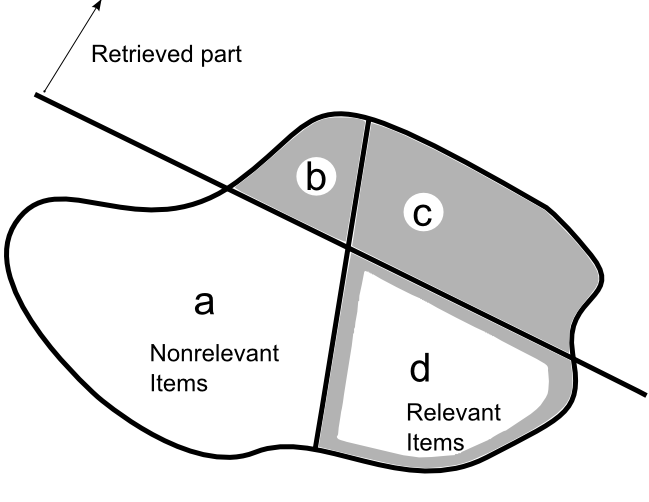 Retrieved part
b
c
a
Nonrelevant
Items
d
Relevant
Items